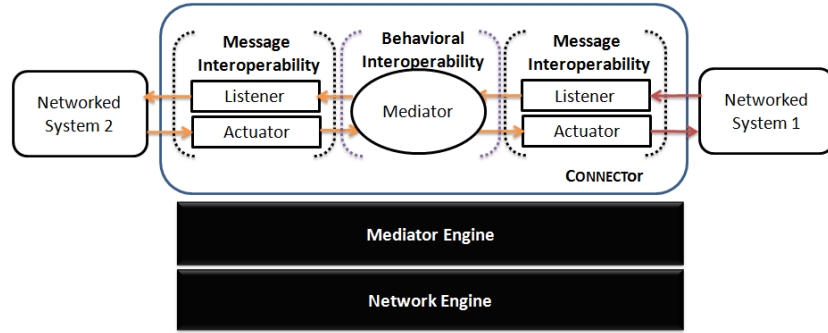 Message
Interoperability
Behavioral
Interoperability
Message
Interoperability
Networked
System 2
Listener
Actuator
Mediator
Listener
Actuator
Networked
System 1
CONNECTor
Mediator Engine
Network Engine